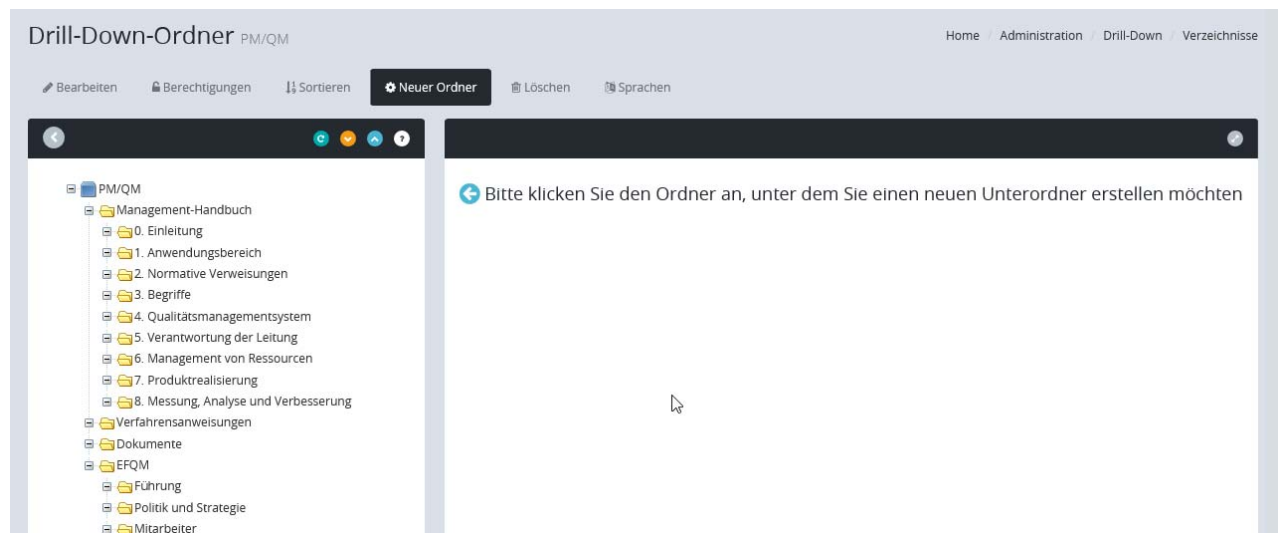 Drill-Down-Ordner PM/QM
Home / Administration / Drill-Down / Verzeichnisse
Bearbeiten Berechtigungen Sortieren Neuer Ordner Löschen Sprachen
PM/QM
Management-Handbuch
0. Einleitung
1. Anwendungsbereich
2. Normative Verweisungen
3. Begriffe
4. Qualitätsmanagementsystem
5. Verantwortung der Leitung
6. Management von Ressourcen
7. Produktrealisierung
8. Messung, Analyse und Verbesserung
Verfahrensanweisungen
Dokumente
EFQM
Führung
Politik und Strategie
Mitarbeiter
Bitte klicken Sie den Ordner an, unter dem Sie einen neuen Unterordner erstellen möchten